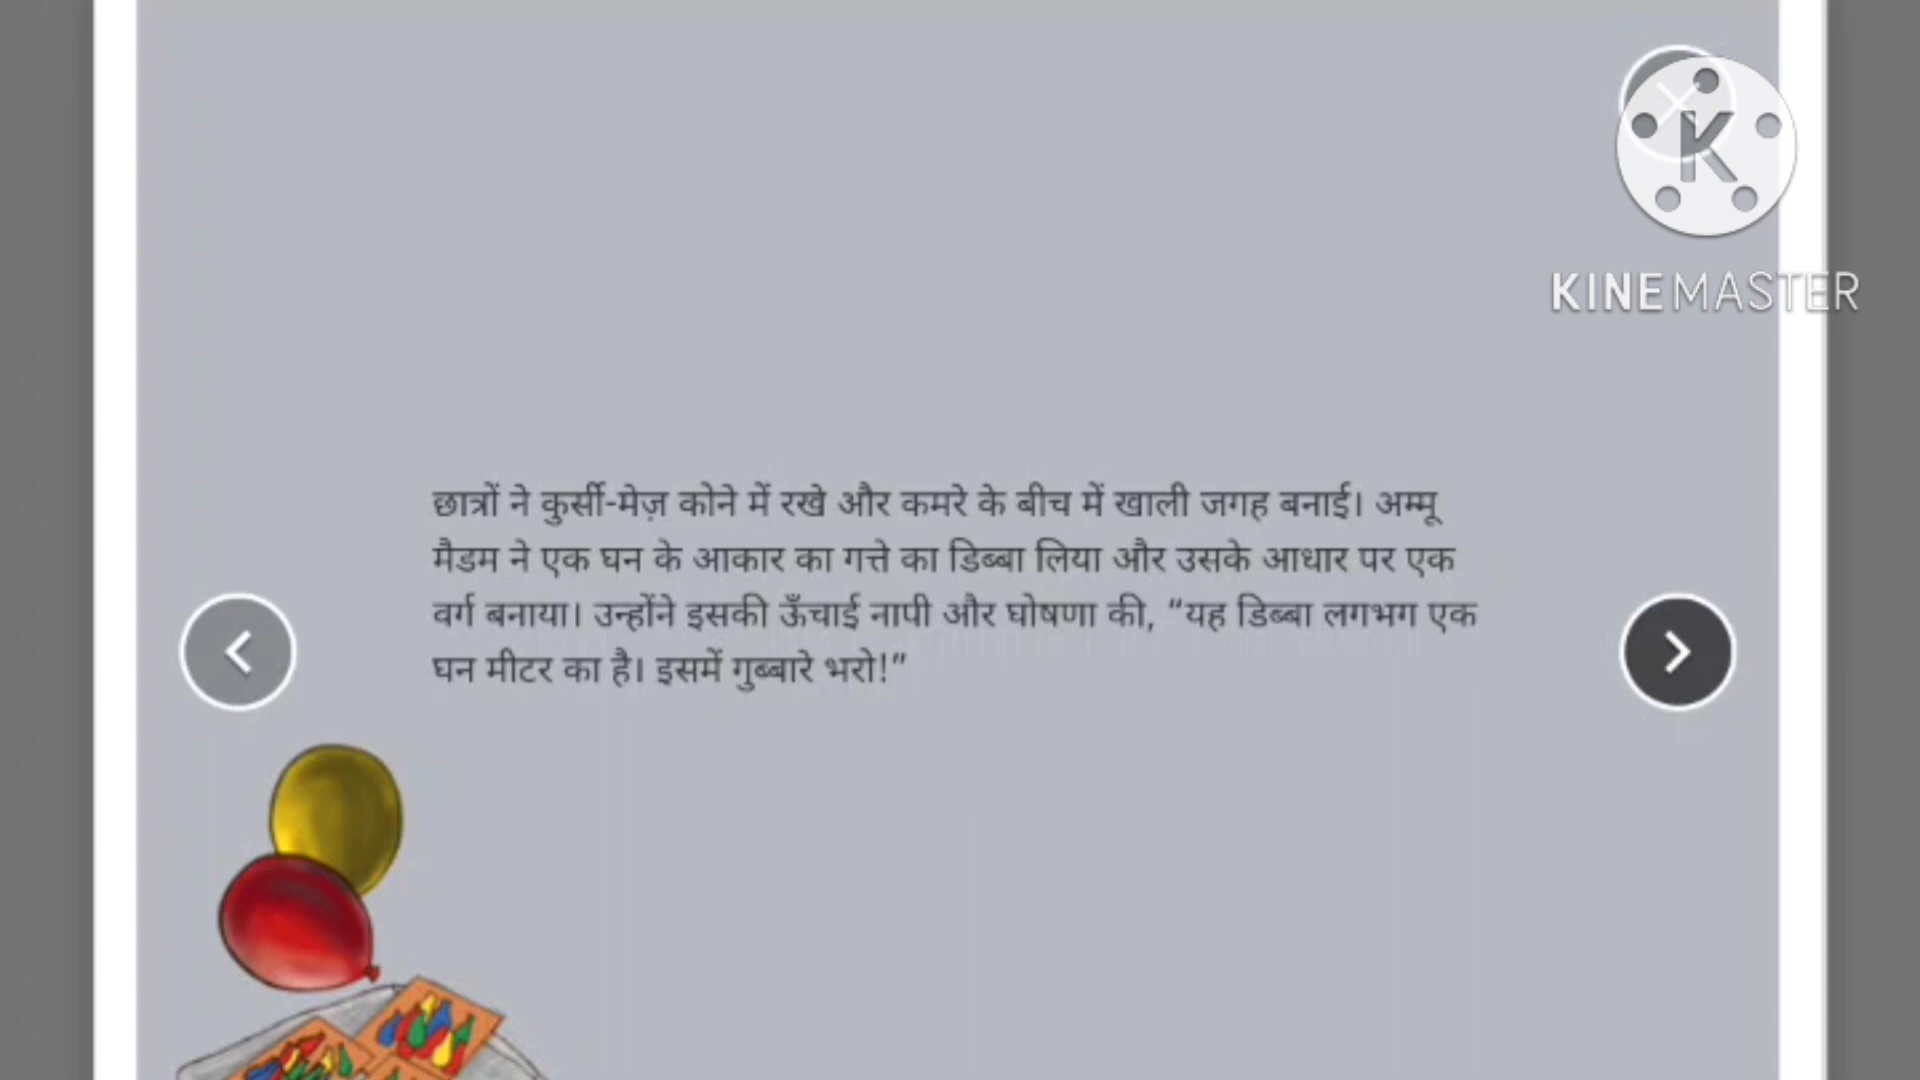 KINEMASTER
छात्रों ने कुर्सी-मेज़ कोने में रखे और कमरे के बीच में खाली जगह बनाई। अम्मू
मैडम ने एक घन के आकार का गत्ते का डिब्बा लिया और उसके आधार पर एक
वर्ग बनाया। उन्होंने इसकी ऊँचाई नापी और घोषणा की, “यह डिब्बा लगभग एक
घन मीटर का है। इसमें गुब्बारे भरो!”